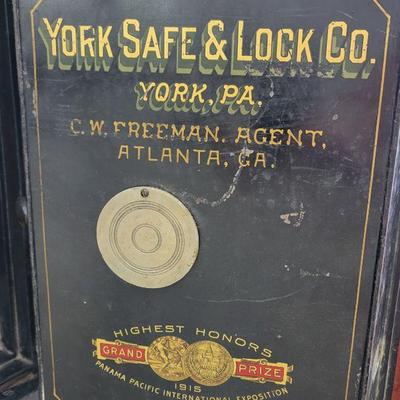 YORK SAFE & LOCK CO.
YORK, PA.
C. W. FREEMAN. AGENT,
ATLANTA, GA.
HIGHEST HONORS
GRAND PRIZE
1915
PANAMA PACIFIC INTERNATIONAL EXPOSITION